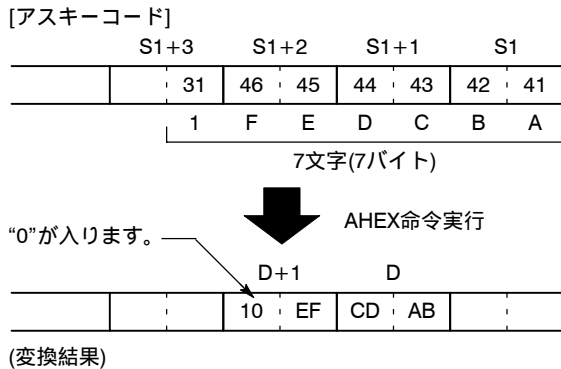 [アスキーコード]
S1+3 S1+2 S1+1 S1
31 46 45 44 43 42 41
1 F E D C B A
7文字(7バイト)
AHEX命令実行
“0”が入ります。
D+1 D
10 EF CD AB
(変換結果)